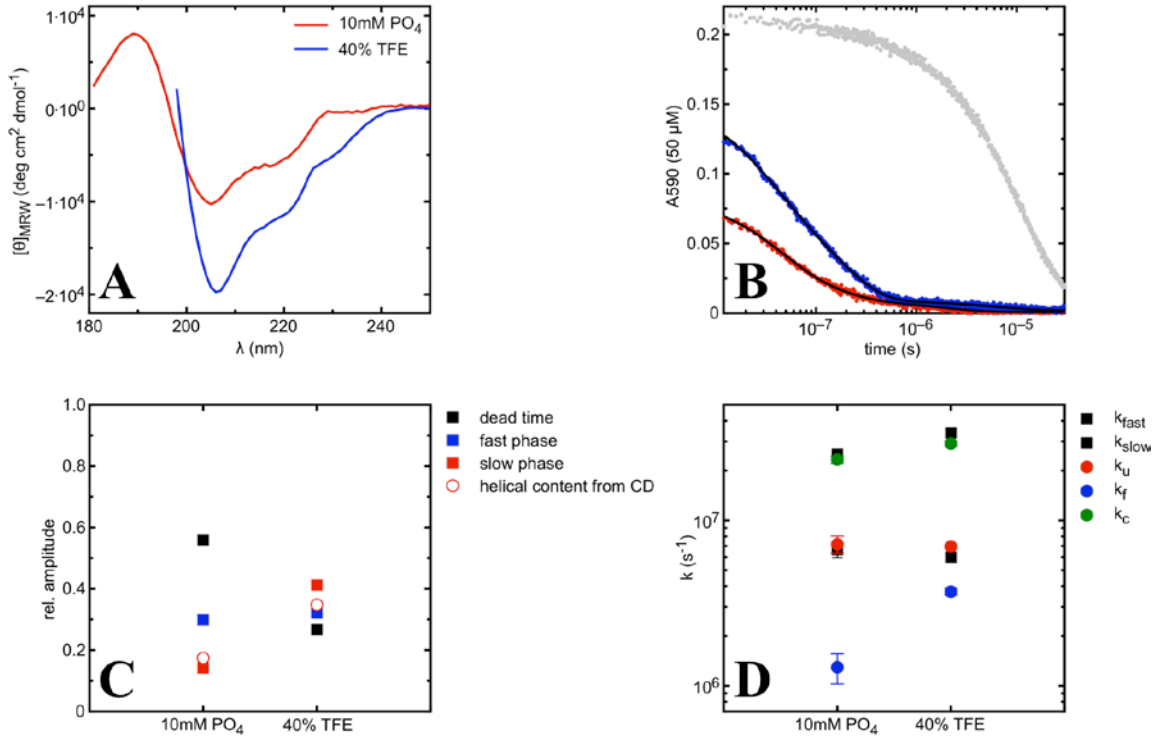 1·10⁴
0·10⁰
−1·10⁴
−2·10⁴
[θ]MRW (deg cm² dmol⁻¹)
10mM PO₄
40% TFE
A
180
200
220
240
λ (nm)
0.2
0.15
0.1
0.05
0
A590 (50 µM)
B
10⁻⁷
10⁻⁶
10⁻⁵
time (s)
1.0
0.8
0.6
0.4
0.2
0
rel. amplitude
dead time
fast phase
slow phase
helical content from CD
C
10mM PO₄
40% TFE
10⁷
10⁶
k (s⁻¹)
kfast
kslow
ku
kf
kc
D
10mM PO₄
40% TFE